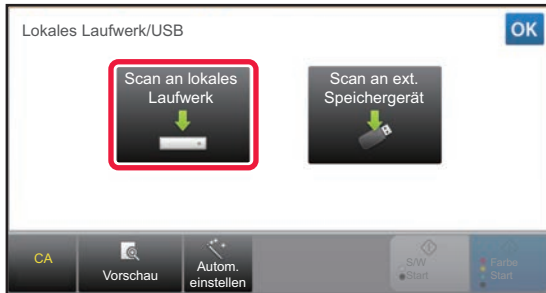 Lokales Laufwerk/USB
OK
Scan an lokales
Laufwerk
Scan an ext.
Speichergerät
CA
Vorschau
Autom.
einstellen
S/W
Start
Farbe
Start